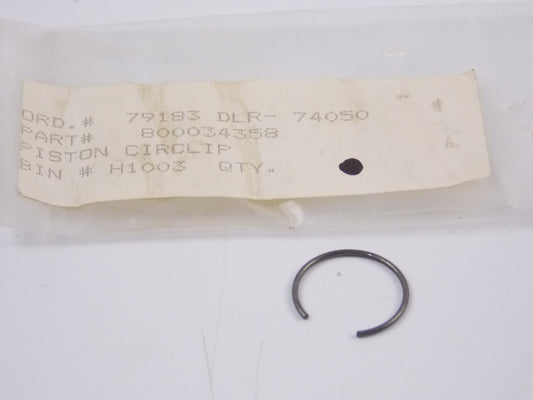 ORD.# 79183 DLR- 74050
PART# 800034358
PISTON CIRCLIP
BIN # H1003 QTY.